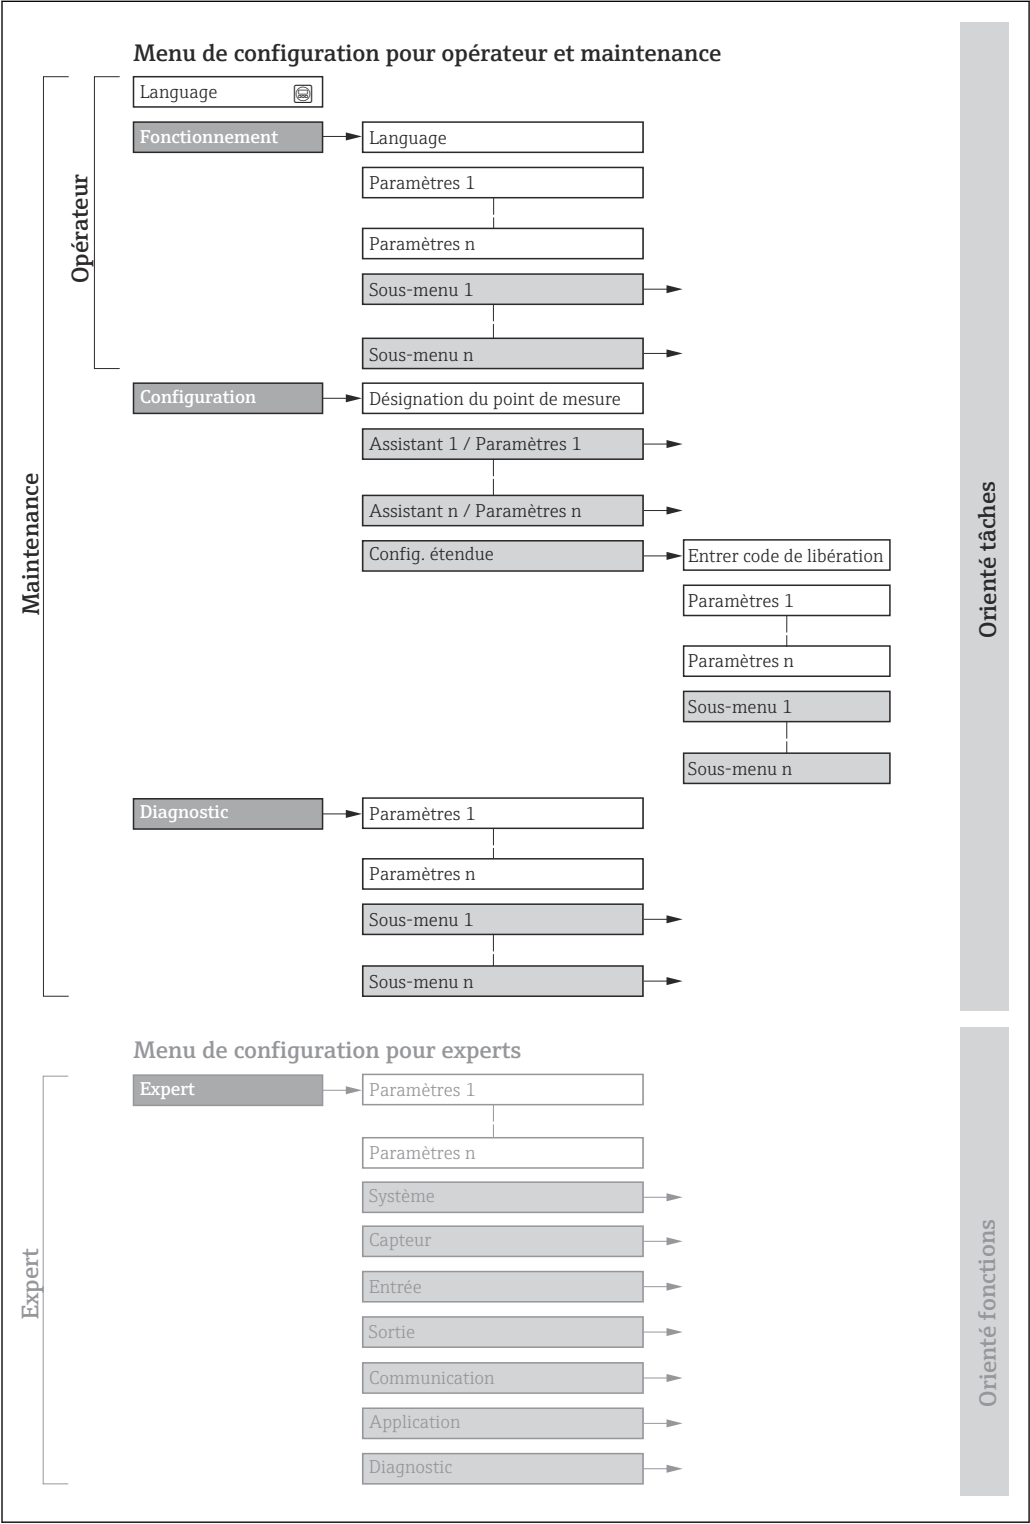 Menu de configuration pour opérateur et maintenance
Language
Fonctionnement
Language
Paramètres 1
Paramètres n
Sous-menu 1
Sous-menu n
Opérateur
Configuration
Désignation du point de mesure
Assistant 1 / Paramètres 1
Assistant n / Paramètres n
Config. étendue
Entrer code de libération
Paramètres 1
Paramètres n
Sous-menu 1
Sous-menu n
Maintenance
Orienté tâches
Diagnostic
Paramètres 1
Paramètres n
Sous-menu 1
Sous-menu n
Menu de configuration pour experts
Expert
Paramètres 1
Paramètres n
Système
Capteur
Entrée
Sortie
Communication
Application
Diagnostic
Expert
Orienté fonctions